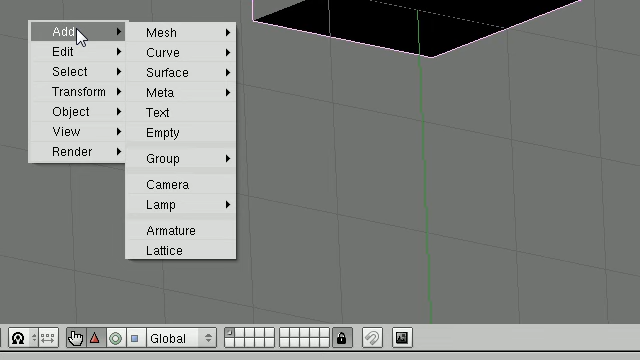 Add
Edit
Select
Transform
Object
View
Render
Mesh
Curve
Surface
Meta
Text
Empty
Group
Camera
Lamp
Armature
Lattice
Global